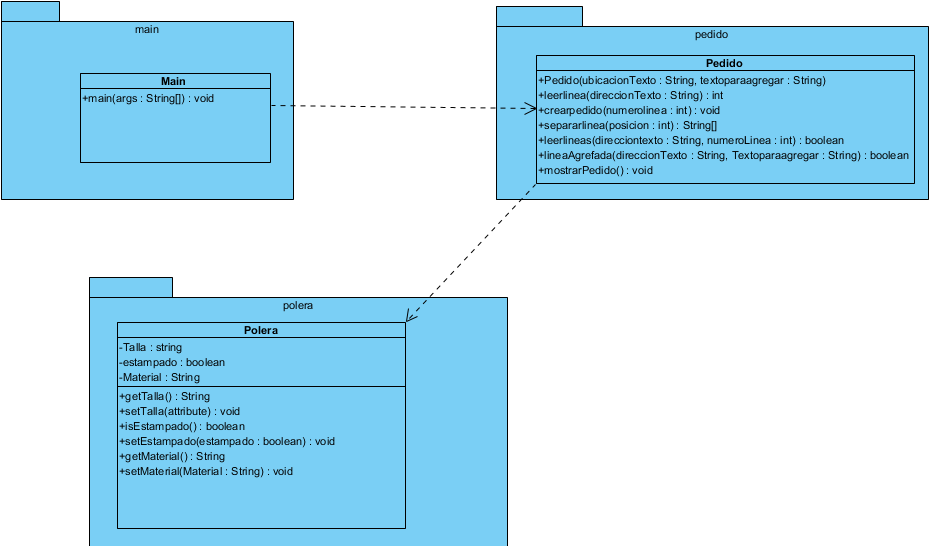 main
Main
+main(args : String[]) : void
pedido
Pedido
+Pedido(ubicacionTexto : String, textoparaagregar : String)
+leerlinea(direccionTexto : String) : int
+crearpedido(numerolinea : int) : void
+separarlinea(posicion : int) : String[]
+leerlineas(direcciontexto : String, numeroLinea : int) : boolean
+lineaAgrefada(direccionTexto : String, Textoparaagregar : String) : boolean
+mostrarPedido() : void
polera
Polera
-Talla : string
-estampado : boolean
-Material : String
+getTalla() : String
+setTalla(attribute) : void
+isEstampado() : boolean
+setEstampado(estampado : boolean) : void
+getMaterial() : String
+setMaterial(Material : String) : void